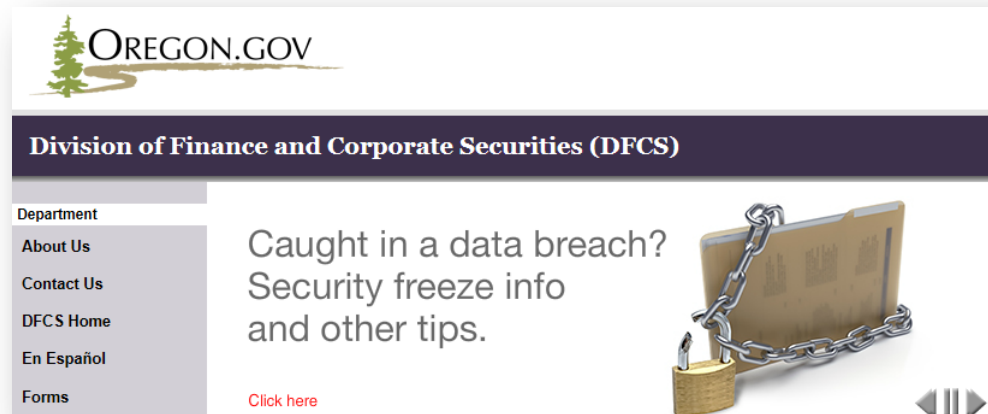 OREGON.GOV
Division of Finance and Corporate Securities (DFCS)
Department
About Us
Contact Us
DFCS Home
En Español
Forms
Caught in a data breach?
Security freeze info
and other tips.
Click here